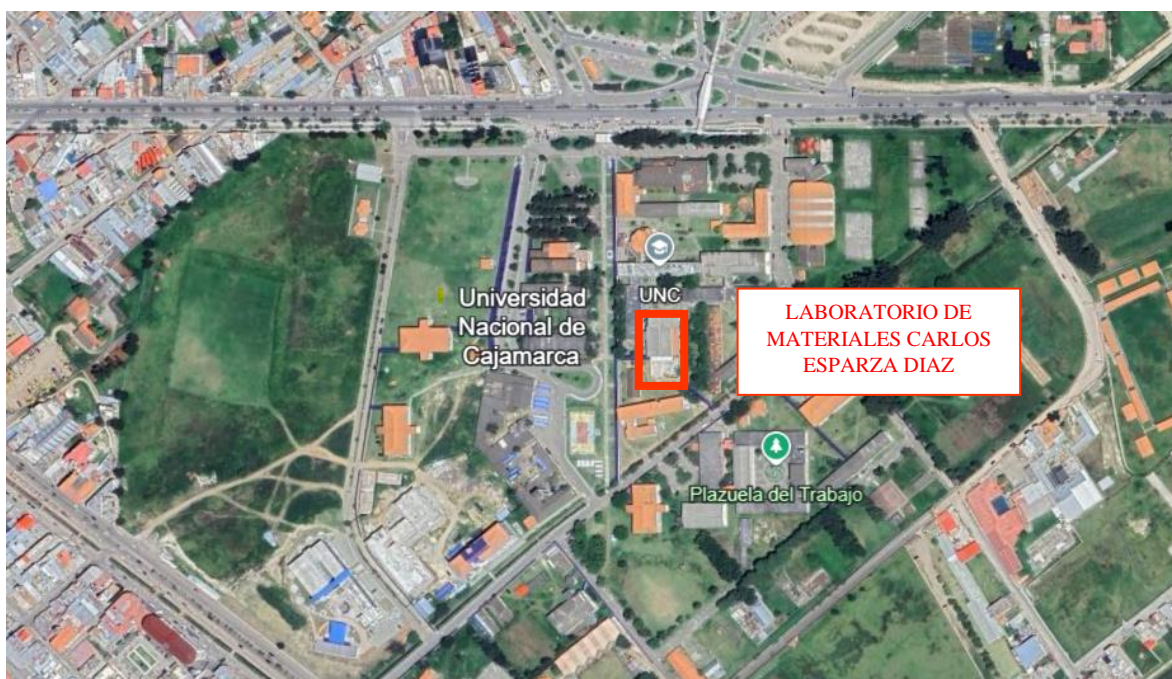 Universidad
Nacional de
Cajamarca
UNC
LABORATORIO DE
MATERIALES CARLOS
ESPARZA DIAZ
Plazuela del Trabajo